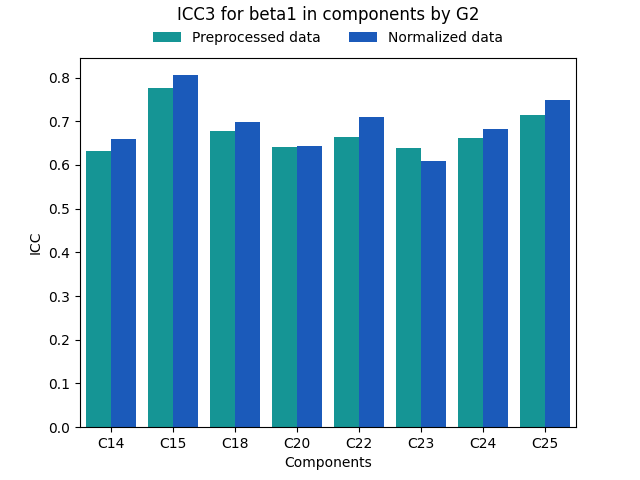 ICC3 for beta1 in components by G2
Preprocessed data Normalized data
0.8
0.7
0.6
0.5
0.4
0.3
0.2
0.1
0.0
ICC
C14 C15 C18 C20 C22 C23 C24 C25
Components